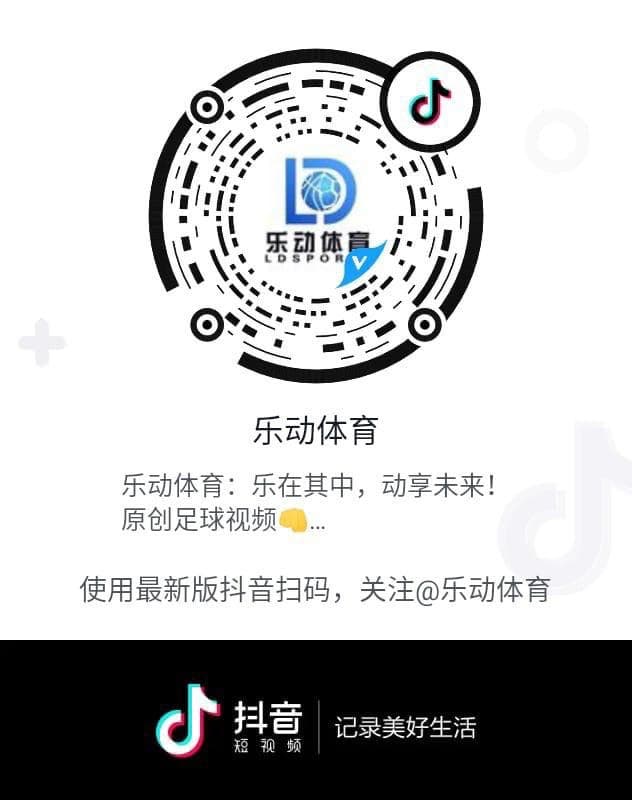 LD
乐动体育
LDSPOR
乐动体育
乐动体育：乐在其中，动享未来！
原创足球视频👊...
使用最新版抖音扫码，关注@乐动体育
抖音
短视频
记录美好生活